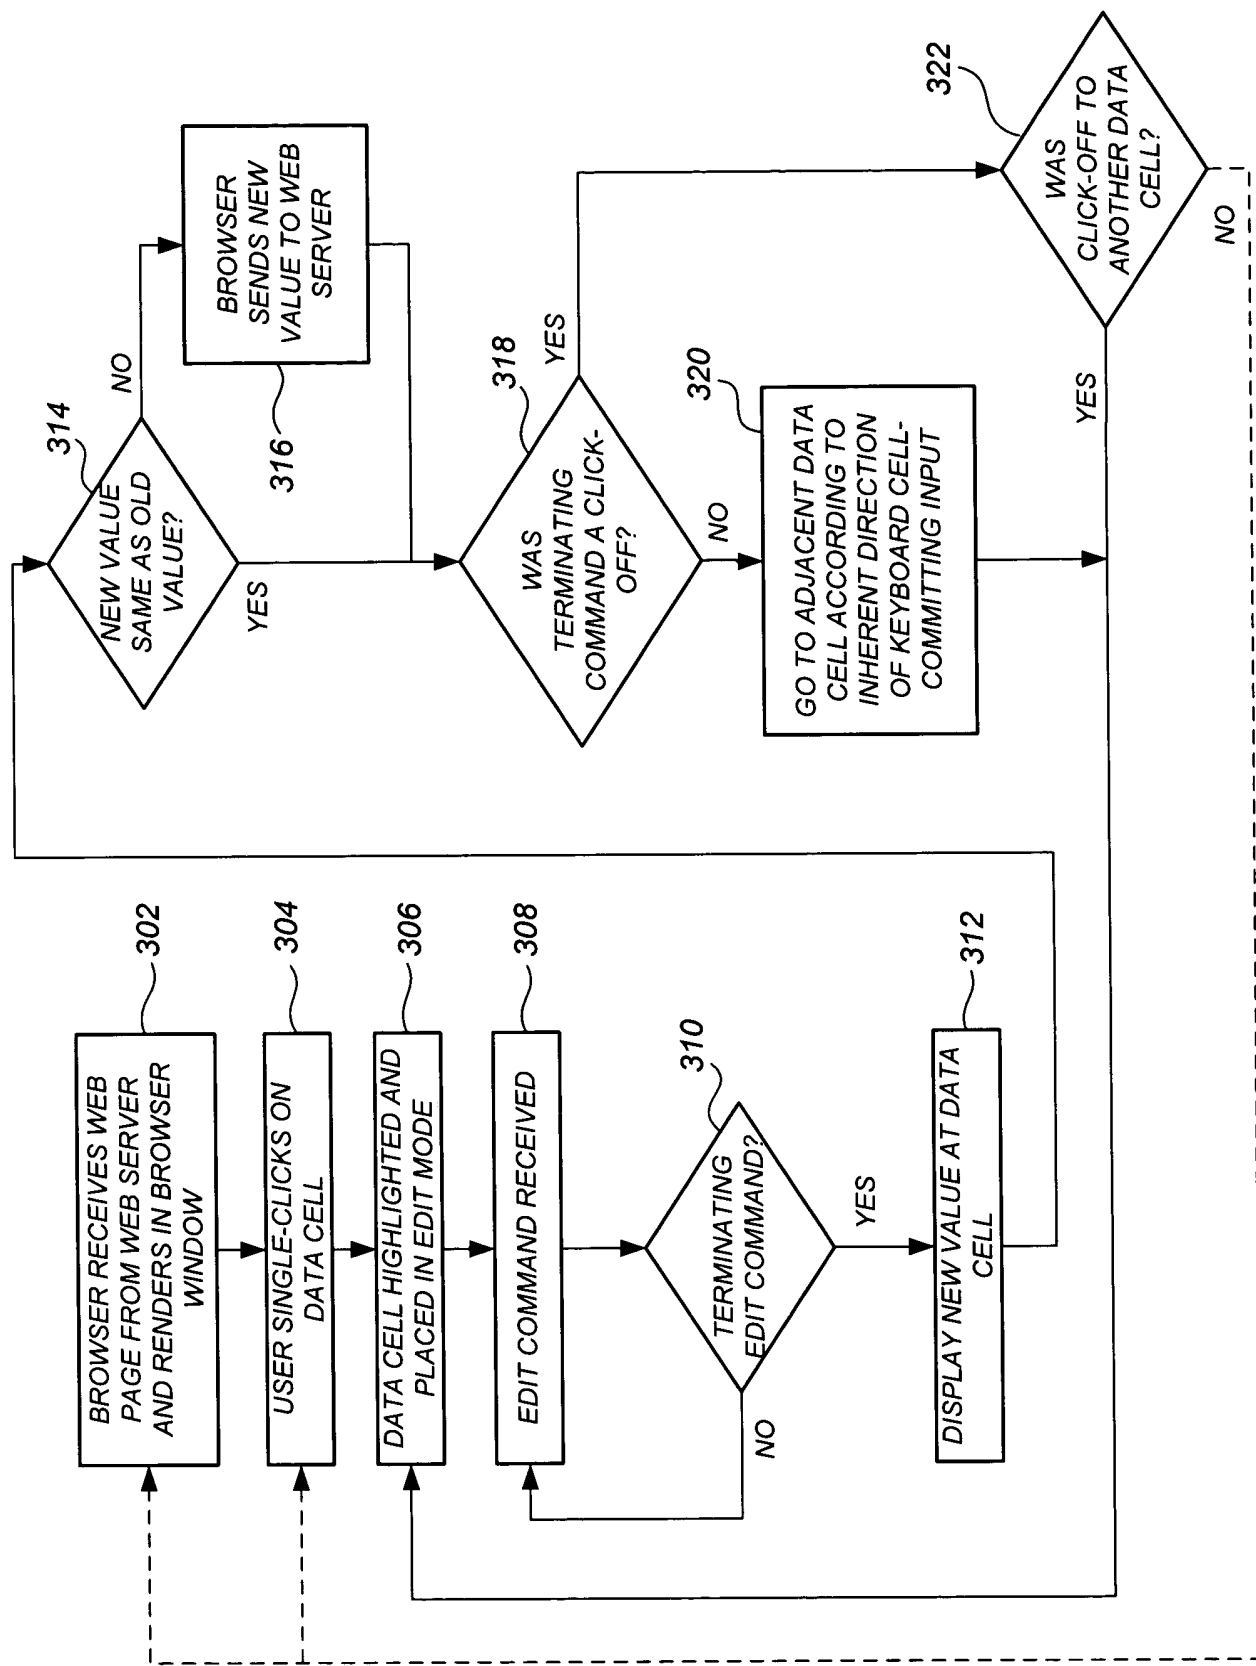 BROWSER RECEIVES WEB
PAGE FROM WEB SERVER
AND RENDERS IN BROWSER
WINDOW
302
USER SINGLE-CLICKS ON
DATA CELL
304
DATA CELL HIGHLIGHTED AND
PLACED IN EDIT MODE
306
EDIT COMMAND RECEIVED
308
TERMINATING
EDIT COMMAND?
310
NO
YES
DISPLAY NEW VALUE AT DATA
CELL
312
NEW VALUE
SAME AS OLD
VALUE?
314
NO
YES
BROWSER
SENDS NEW
VALUE TO WEB
SERVER
316
WAS
TERMINATING
COMMAND A CLICK-
OFF?
318
YES
NO
GO TO ADJACENT DATA
CELL ACCORDING TO
INHERENT DIRECTION
OF KEYBOARD CELL-
COMMITTING INPUT
320
WAS
CLICK-OFF TO
ANOTHER DATA
CELL?
322
YES
NO